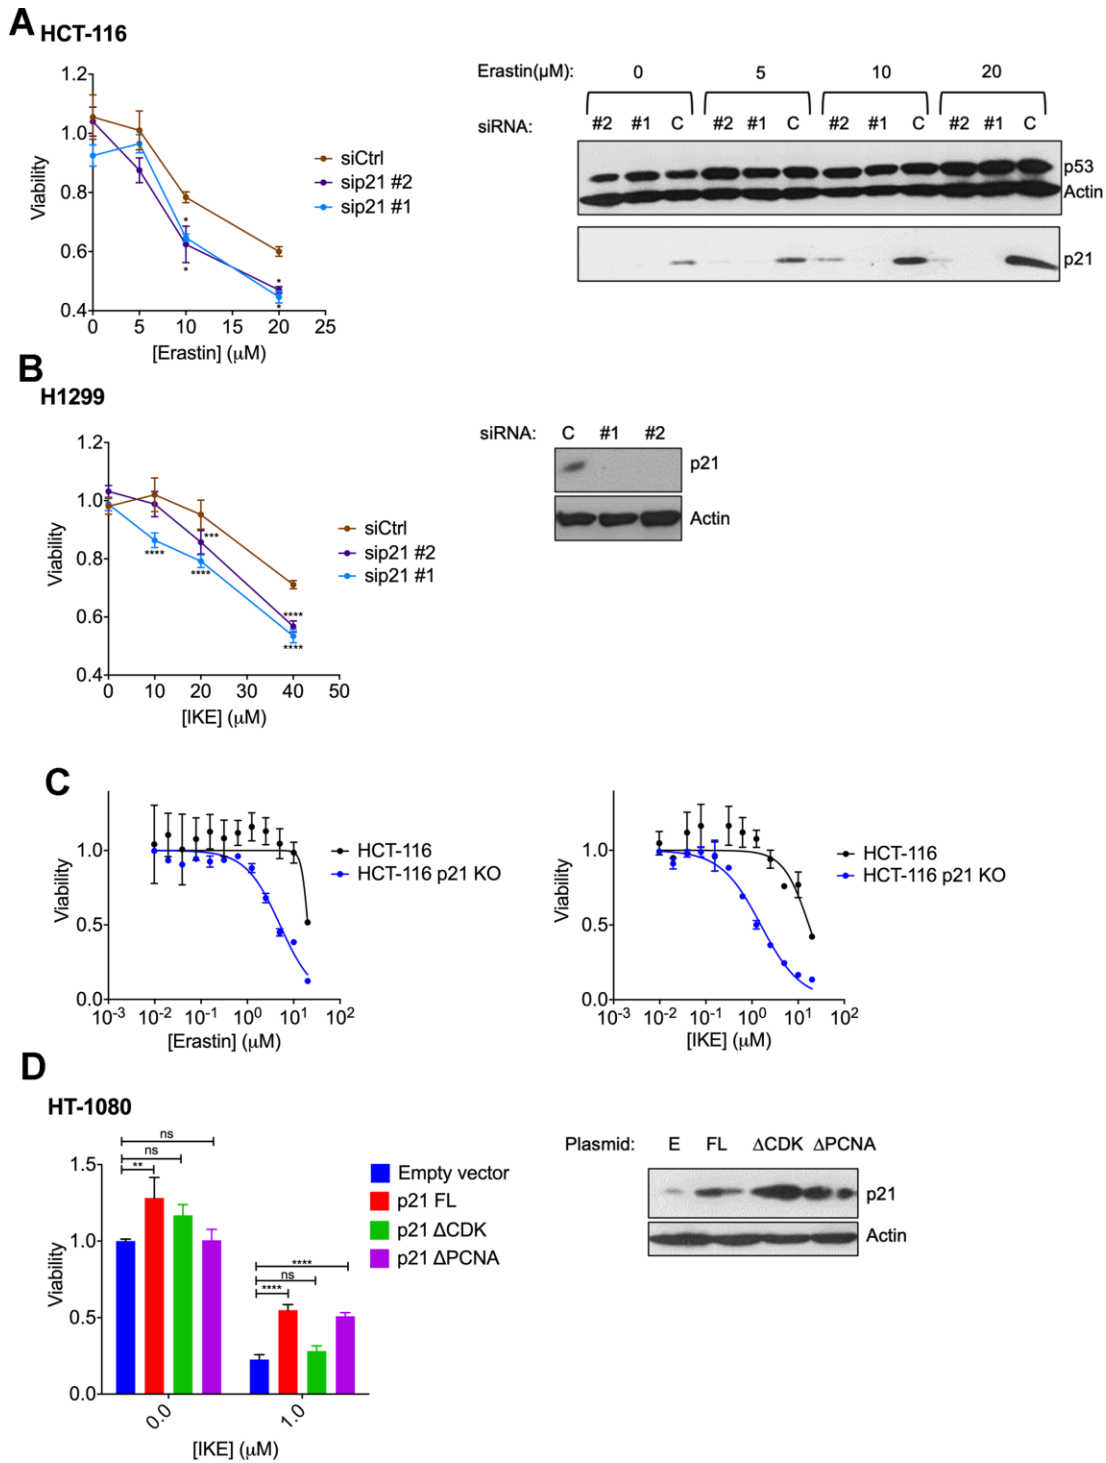 A HCT-116
1.2
1.0
0.8
0.6
0.4
Viability
0 5 10 15 20 25
[Erastin] (μM)
*
*
*
*
siCtrl
sip21 #2
sip21 #1
Erastin(μM): 0 5 10 20
siRNA: #2 #1 C #2 #1 C #2 #1 C #2 #1 C
p53
Actin
p21
B
H1299
1.2
1.0
0.8
0.6
0.4
Viability
0 10 20 30 40 50
[IKE] (μM)
****
***
****
****
****
siCtrl
sip21 #2
sip21 #1
siRNA: C #1 #2
p21
Actin
C
1.0
0.5
0.0
Viability
10-3 10-2 10-1 100 101 102
[Erastin] (μM)
HCT-116
HCT-116 p21 KO
1.0
0.5
0.0
Viability
10-3 10-2 10-1 100 101 102
[IKE] (μM)
HCT-116
HCT-116 p21 KO
D
HT-1080
ns
ns
**
1.5
1.0
0.5
0.0
Viability
****
ns
****
0.0 1.0
[IKE] (μM)
Empty vector
p21 FL
p21 ΔCDK
p21 ΔPCNA
Plasmid: E FL ΔCDK ΔPCNA
p21
Actin